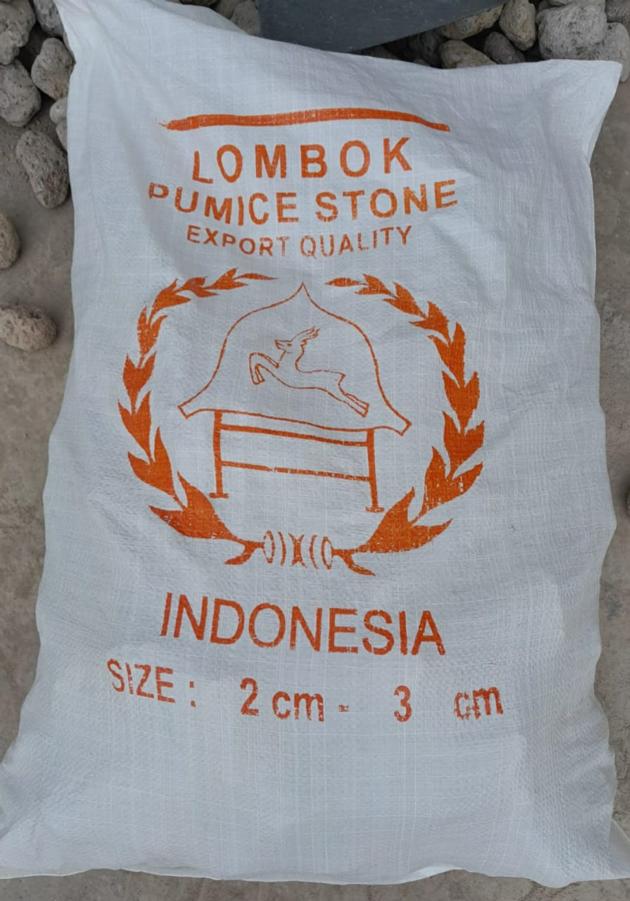 LOMBOK
PUMICE STONE
EXPORT QUALITY
INDONESIA
SIZE : 2 cm - 3 cm